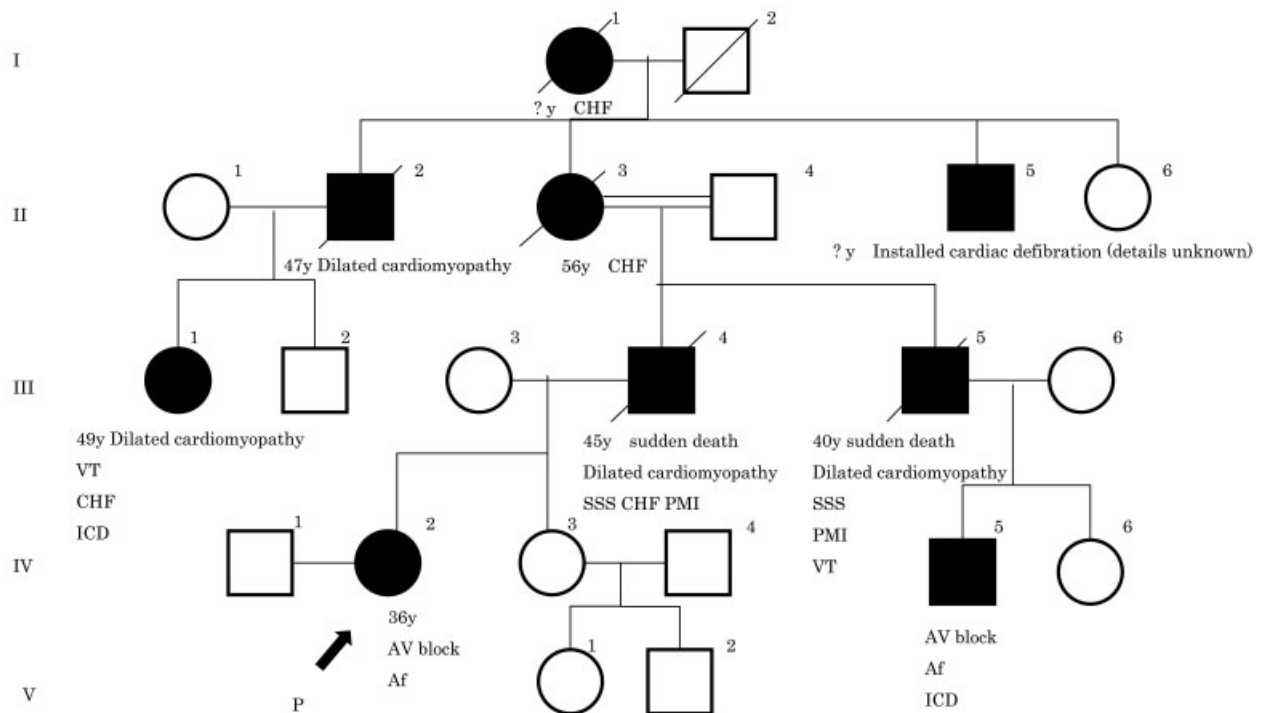 1 2
I
? y CHF
1 2 3 4 5 6
II
47y Dilated cardiomyopathy 56y CHF ? y Installed cardiac defibration (details unknown)
1 2 3 4 5 6
III
49y Dilated cardiomyopathy 45y sudden death 40y sudden death
VT Dilated cardiomyopathy Dilated cardiomyopathy
CHF SSS CHF PMI SSS
ICD PMI
VT
1 2 3 4 5 6
IV
36y
AV block AV block
Af Af
ICD
1 2
V
P